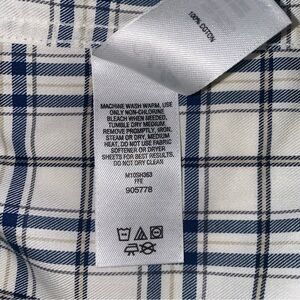 100% COTTON
MACHINE WASH WARM, USE
ONLY NON-CHLORINE
BLEACH WHEN NEEDED,
TUMBLE DRY MEDIUM,
REMOVE PROMPTLY, IRON,
STEAM OR DRY, MEDIUM
HEAT, DO NOT USE FABRIC
SOFTENER OR DRYER
SHEETS FOR BEST RESULTS.
DO NOT DRY CLEAN
M10SH363
FFE
905778